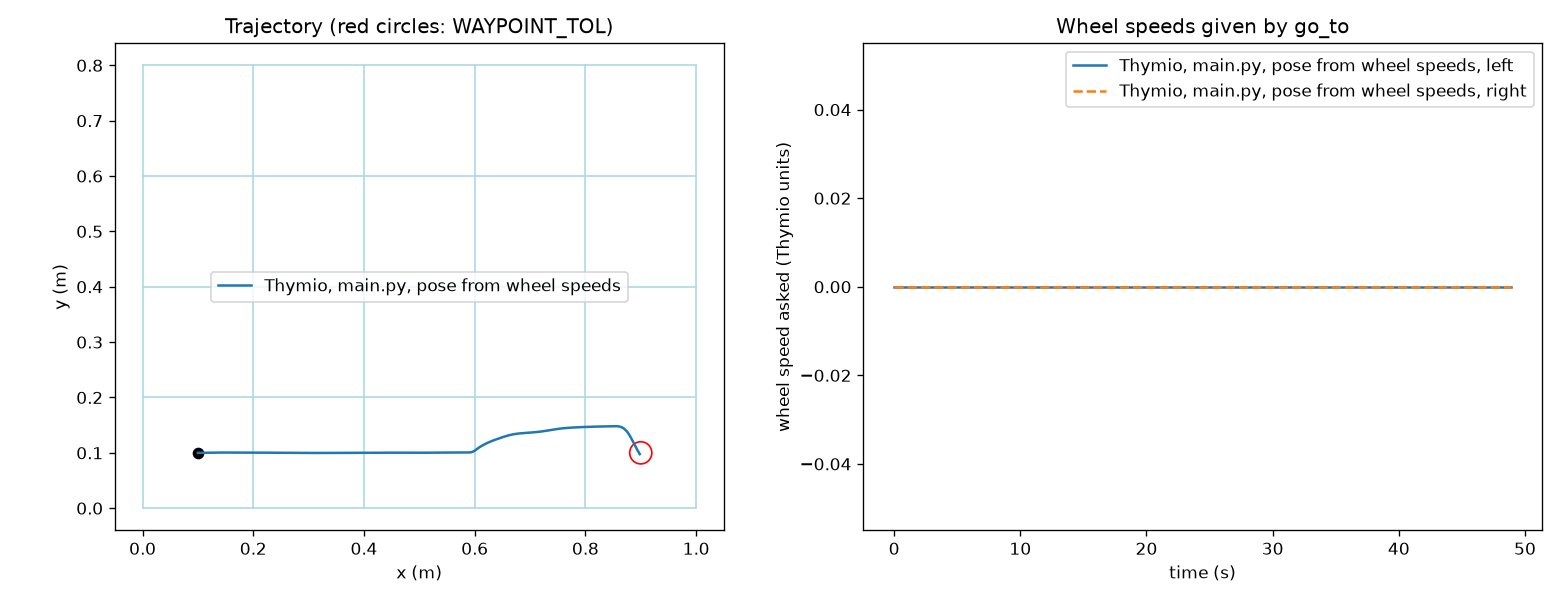 Trajectory (red circles: WAYPOINT_TOL)
0.8
0.7
0.6
0.5
0.4
0.3
0.2
0.1
0.0
y (m)
Thymio, main.py, pose from wheel speeds
0.0 0.2 0.4 0.6 0.8 1.0
x (m)
Wheel speeds given by go_to
Thymio, main.py, pose from wheel speeds, left
Thymio, main.py, pose from wheel speeds, right
0.04
0.02
0.00
−0.02
−0.04
wheel speed asked (Thymio units)
0 10 20 30 40 50
time (s)